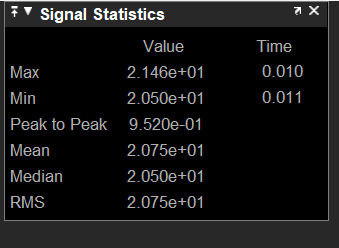 Signal Statistics
Value Time
Max 2.146e+01 0.010
Min 2.050e+01 0.011
Peak to Peak 9.520e-01
Mean 2.075e+01
Median 2.050e+01
RMS 2.075e+01